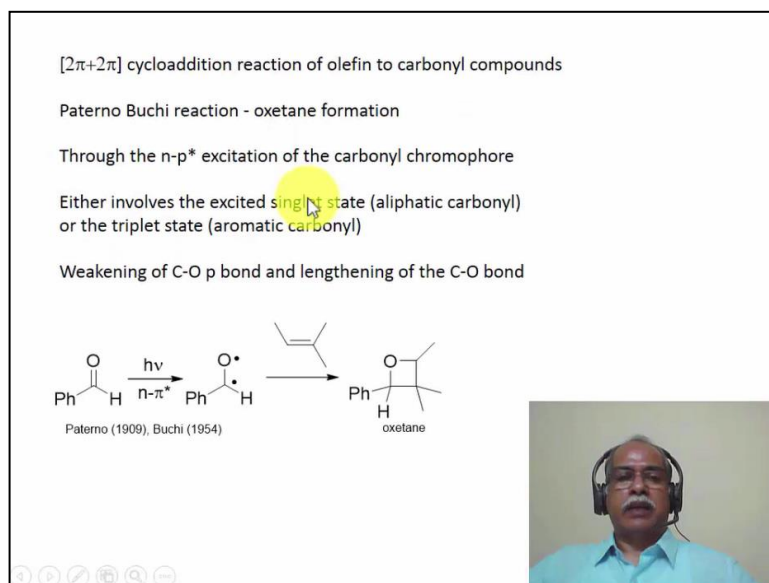 [2π+2π] cycloaddition reaction of olefin to carbonyl compounds
Paterno Buchi reaction - oxetane formation
Through the n-p* excitation of the carbonyl chromophore
Either involves the excited singlet state (aliphatic carbonyl)
or the triplet state (aromatic carbonyl)
Weakening of C-O p bond and lengthening of the C-O bond
O
Ph H
hν
n-π*
O•
Ph • H
O
Ph
H
oxetane
Paterno (1909), Buchi (1954)